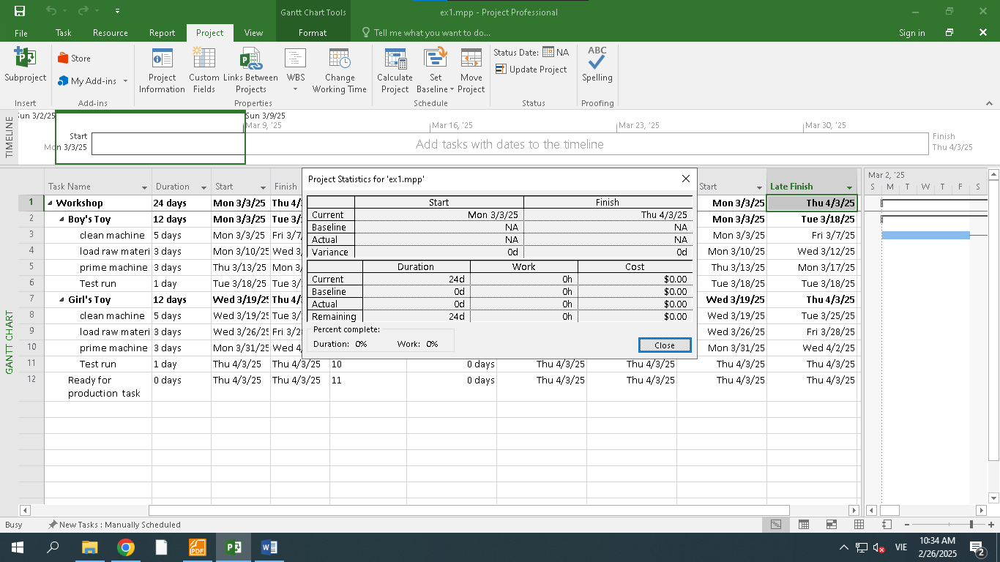 Gantt Chart Tools
ex1.mpp - Project Professional
File Task Resource Report Project View Format Tell me what you want to do... Sign in
Subproject
Store
My Add-ins
Project Information
Custom Fields
Links Between Projects
WBS
Change Working Time
Calculate Project
Set Baseline
Move Project
Status Date: NA
Update Project
ABC
Spelling
Insert Add-ins Properties Schedule Status Proofing
TIMELINE
Sun 3/2/25 Sun 3/9/25
Mar 9, '25 Mar 16, '25 Mar 23, '25 Mar 30, '25
Start
Mon 3/3/25
Add tasks with dates to the timeline
Finish
Thu 4/3/25
GANTT CHART
Task Name Duration Start Finish Start Late Finish
Mar 2, '25
S M T W T F S
1 Workshop 24 days Mon 3/3/25 Thu 4/ Mon 3/3/25 Thu 4/3/25
2 Boy's Toy 12 days Mon 3/3/25 Tue 3/ Mon 3/3/25 Tue 3/18/25
3 clean machine 5 days Mon 3/3/25 Fri 3/7/ Mon 3/3/25 Fri 3/7/25
4 load raw materi 3 days Mon 3/10/25 Wed 3/ Mon 3/10/25 Wed 3/12/25
5 prime machine 3 days Thu 3/13/25 Mon 3/ Thu 3/13/25 Mon 3/17/25
6 Test run 1 day Tue 3/18/25 Tue 3/ Tue 3/18/25 Tue 3/18/25
7 Girl's Toy 12 days Wed 3/19/25 Thu 4/ Wed 3/19/25 Thu 4/3/25
8 clean machine 5 days Wed 3/19/25 Tue 3/ Wed 3/19/25 Tue 3/25/25
9 load raw materi 3 days Wed 3/26/25 Fri 3/2 Wed 3/26/25 Fri 3/28/25
10 prime machine 3 days Mon 3/31/25 Wed 4/ Mon 3/31/25 Wed 4/2/25
11 Test run 1 day Thu 4/3/25 Thu 4/3/25 10 0 days Thu 4/3/25 Thu 4/3/25 Thu 4/3/25 Thu 4/3/25
12 Ready for 0 days Thu 4/3/25 Thu 4/3/25 11 0 days Thu 4/3/25 Thu 4/3/25 Thu 4/3/25 Thu 4/3/25
production task
Project Statistics for 'ex1.mpp'
Start Finish
Current Mon 3/3/25 Thu 4/3/25
Baseline NA NA
Actual NA NA
Variance 0d 0d
Duration Work Cost
Current 24d 0h $0.00
Baseline 0d 0h $0.00
Actual 0d 0h $0.00
Remaining 24d 0h $0.00
Percent complete:
Duration: 0% Work: 0%
Close
Busy New Tasks : Manually Scheduled
PDF
VIE
10:34 AM
2/26/2025
2